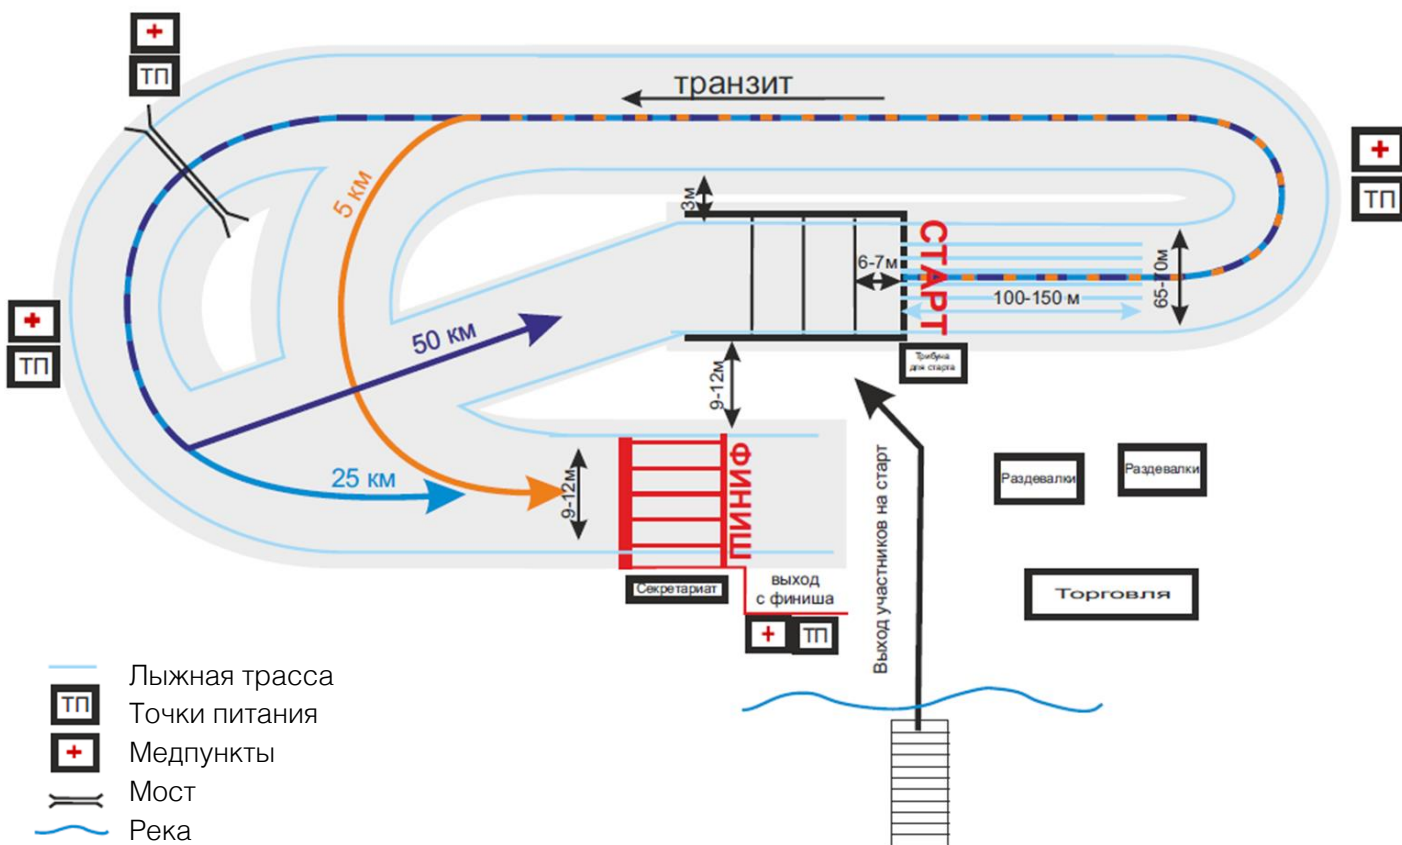 ТП
транзит
ТП
5 км
3м
СТАРТ
6-7м
65-70м
100-150 м
ТП
50 км
Трибуна
для старта
9-12м
25 км
9-12м
ФИНИШ
Выход участников на старт
Раздевалки
Раздевалки
Секретариат
выход
с финиша
Торговля
ТП
Лыжная трасса
ТП
Точки питания
Медпункты
Мост
Река